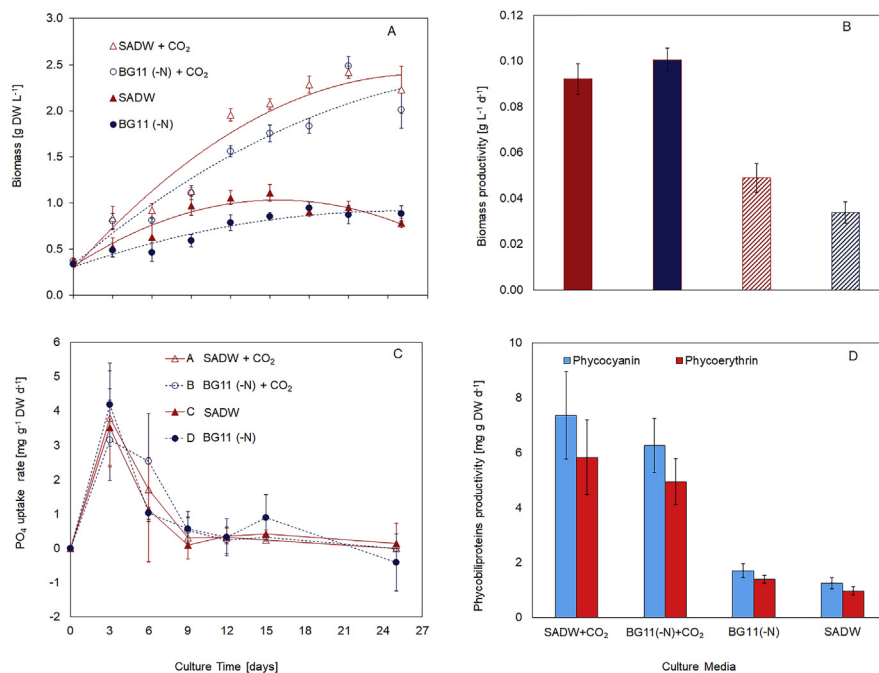 A
SADW + CO₂
BG11 (-N) + CO₂
SADW
BG11 (-N)
Biomass [g DW L⁻¹]
3.0
2.5
2.0
1.5
1.0
0.5
0.0
B
Biomass productivity [g L⁻¹ d⁻¹]
0.12
0.10
0.08
0.06
0.04
0.02
0.00
C
A SADW + CO₂
B BG11 (-N) + CO₂
C SADW
D BG11 (-N)
PO₄ uptake rate [mg g⁻¹ DW d⁻¹]
6
5
4
3
2
1
0
-1
-2
0 3 6 9 12 15 18 21 24 27
Culture Time [days]
D
Phycocyanin Phycoerythrin
Phycobiliproteins productivity [mg g DW d⁻¹]
10
8
6
4
2
0
SADW+CO₂ BG11(-N)+CO₂ BG11(-N) SADW
Culture Media